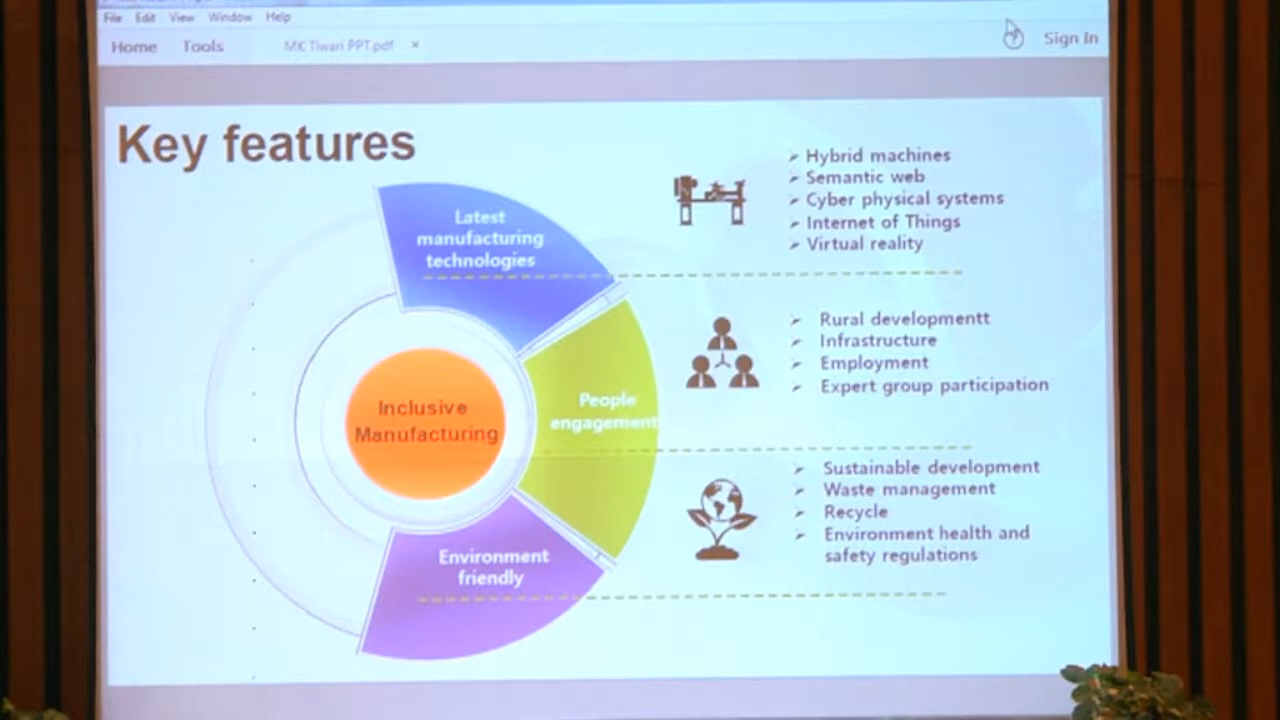 File Edit View Window Help
Home Tools MK Tiwari PPT.pdf × Sign In
Key features
Latest
manufacturing
technologies
➢ Hybrid machines
➢ Semantic web
➢ Cyber physical systems
➢ Internet of Things
➢ Virtual reality
People
engagement
➢ Rural developmentt
➢ Infrastructure
➢ Employment
➢ Expert group participation
Inclusive
Manufacturing
Environment
friendly
➢ Sustainable development
➢ Waste management
➢ Recycle
➢ Environment health and
safety regulations